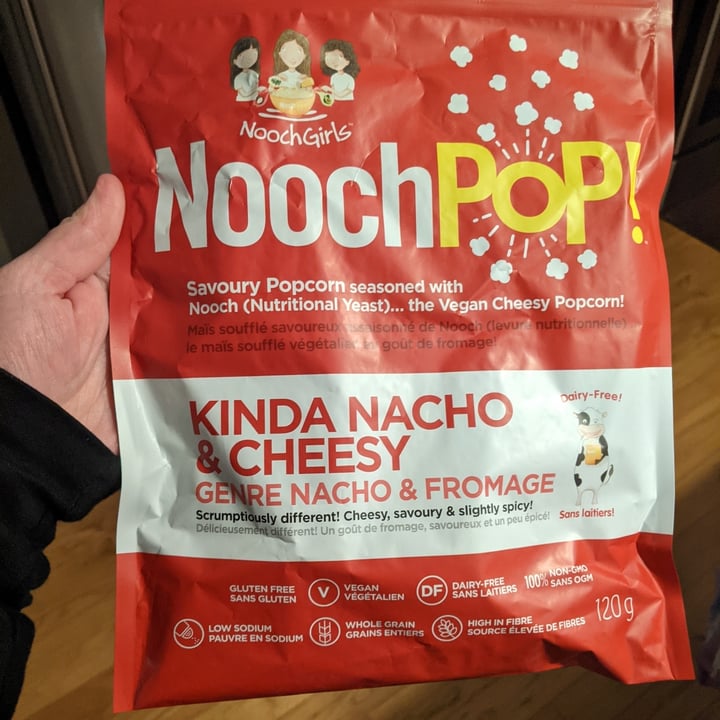 NoochGirls™
NoochPOP!
Savoury Popcorn seasoned with
Nooch (Nutritional Yeast)... the Vegan Cheesy Popcorn!
Maïs soufflé savoureux assaisonné de Nooch (levure nutritionnelle)...
le maïs soufflé végétalien au goût de fromage!
KINDA NACHO
& CHEESY
GENRE NACHO & FROMAGE
Scrumptiously different! Cheesy, savoury & slightly spicy!
Délicieusement différent! Un goût de fromage, savoureux et un peu épicé!
Dairy-Free!
Sans laitiers!
GLUTEN FREE
SANS GLUTEN
V
VEGAN
VÉGÉTALIEN
DF
DAIRY-FREE
SANS LAITIERS
100% NON-GMO
SANS OGM
LOW SODIUM
PAUVRE EN SODIUM
WHOLE GRAIN
GRAINS ENTIERS
HIGH IN FIBRE
SOURCE ÉLEVÉE DE FIBRES
120 g